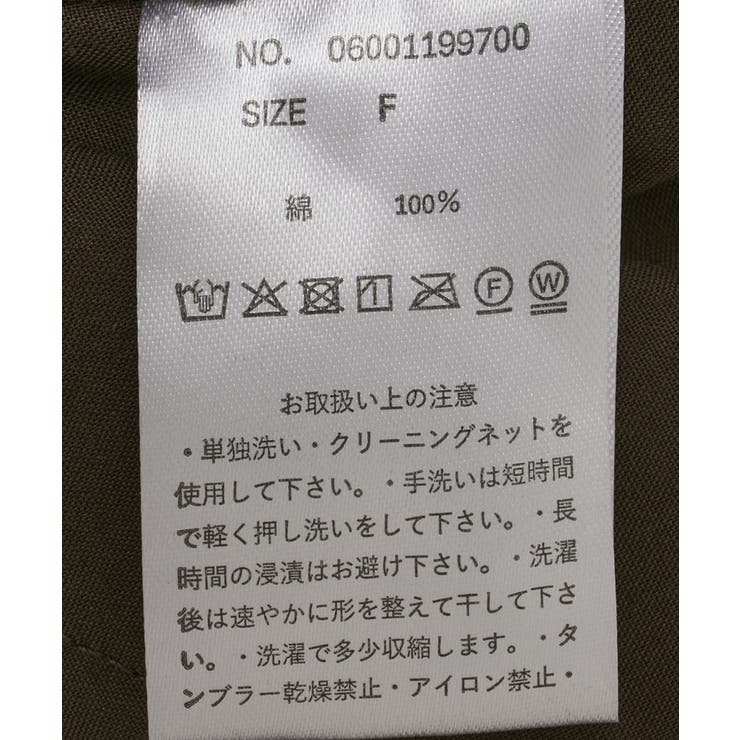 NO. 06001199700
SIZE F
綿 100%
F W
お取扱い上の注意
・単独洗い・クリーニングネットを
使用して下さい。・手洗いは短時間
で軽く押し洗いをして下さい。・長
時間の浸漬はお避け下さい。・洗濯
後は速やかに形を整えて干して下さ
い。・洗濯で多少収縮します。・タ
ンブラー乾燥禁止・アイロン禁止・